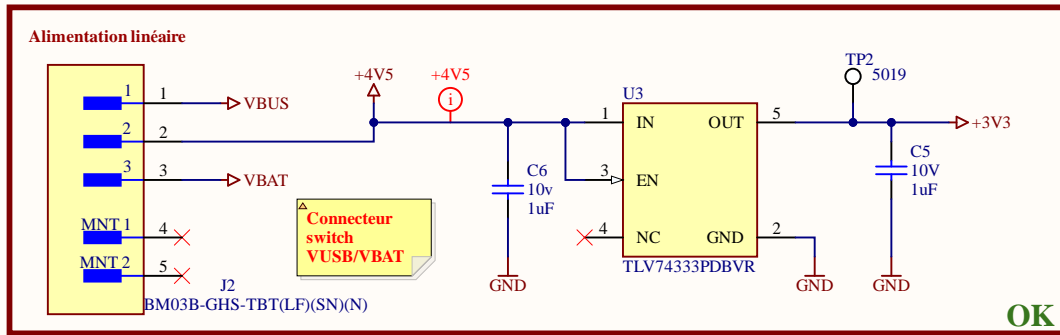 Alimentation linéaire
1
1
VBUS
2
2
3
3
VBAT
MNT 1
4
MNT 2
5
J2
BM03B-GHS-TBT(LF)(SN)(N)
+4V5
+4V5
i
Connecteur
switch
VUSB/VBAT
C6
10v
1uF
GND
U3
1
IN
OUT
5
3
EN
4
NC
GND
2
TLV74333PDBVR
GND
TP2
5019
+3V3
C5
10V
1uF
GND
OK